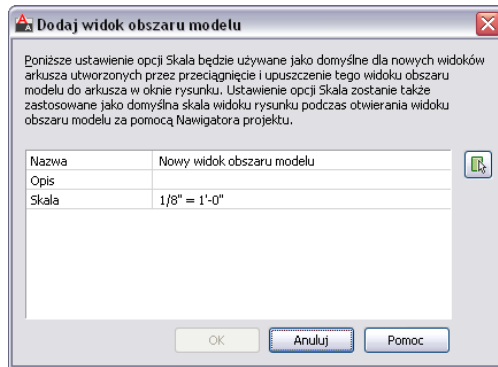 Dodaj widok obszaru modelu
Poniższe ustawienie opcji Skala będzie używane jako domyślne dla nowych widoków
arkusza utworzonych przez przeciągnięcie i upuszczenie tego widoku obszaru
modelu do arkusza w oknie rysunku. Ustawienie opcji Skala zostanie także
zastosowane jako domyślna skala widoku rysunku podczas otwierania widoku
obszaru modelu za pomocą Nawigatora projektu.
Nazwa Nowy widok obszaru modelu
Opis
Skala 1/8" = 1'-0"
OK Anuluj Pomoc